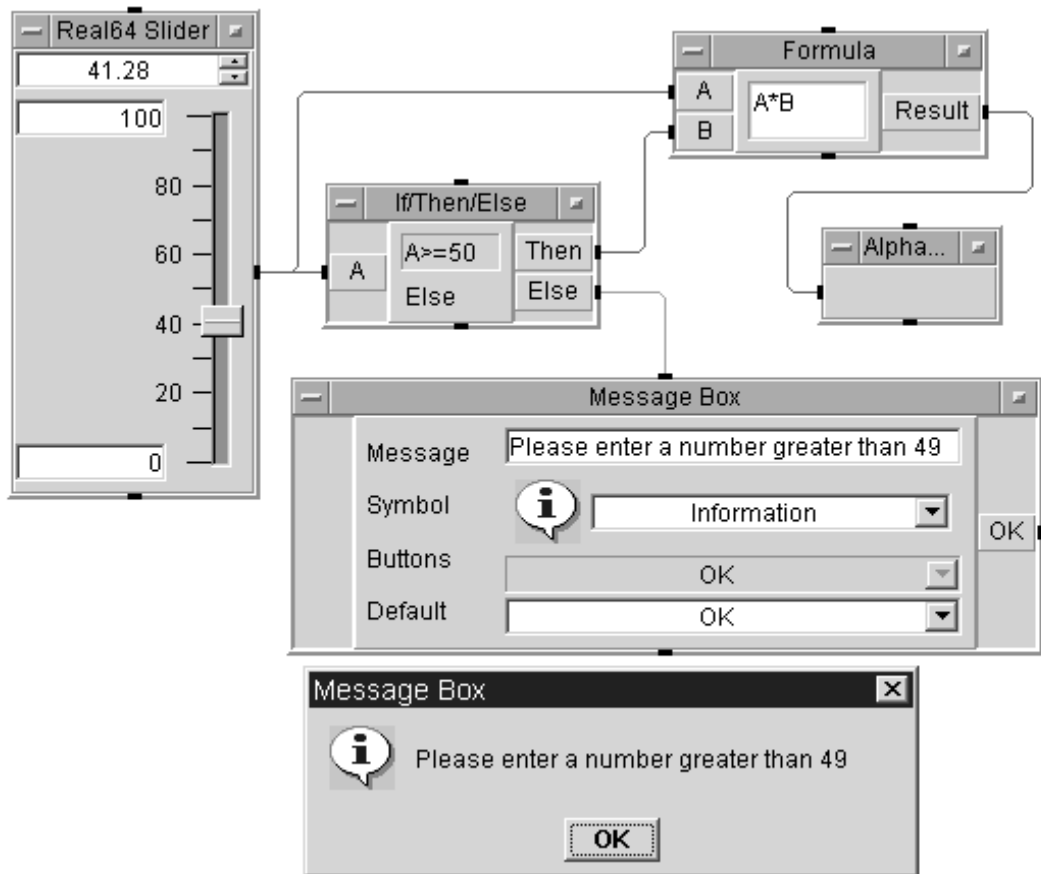 Real64 Slider
41.28
100
80
60
40
20
0
If/Then/Else
A
A>=50
Else
Then
Else
Formula
A
B
A*B
Result
Alpha...
Message Box
Message
Please enter a number greater than 49
Symbol
i
Information
Buttons
OK
Default
OK
OK
Message Box
i
Please enter a number greater than 49
OK